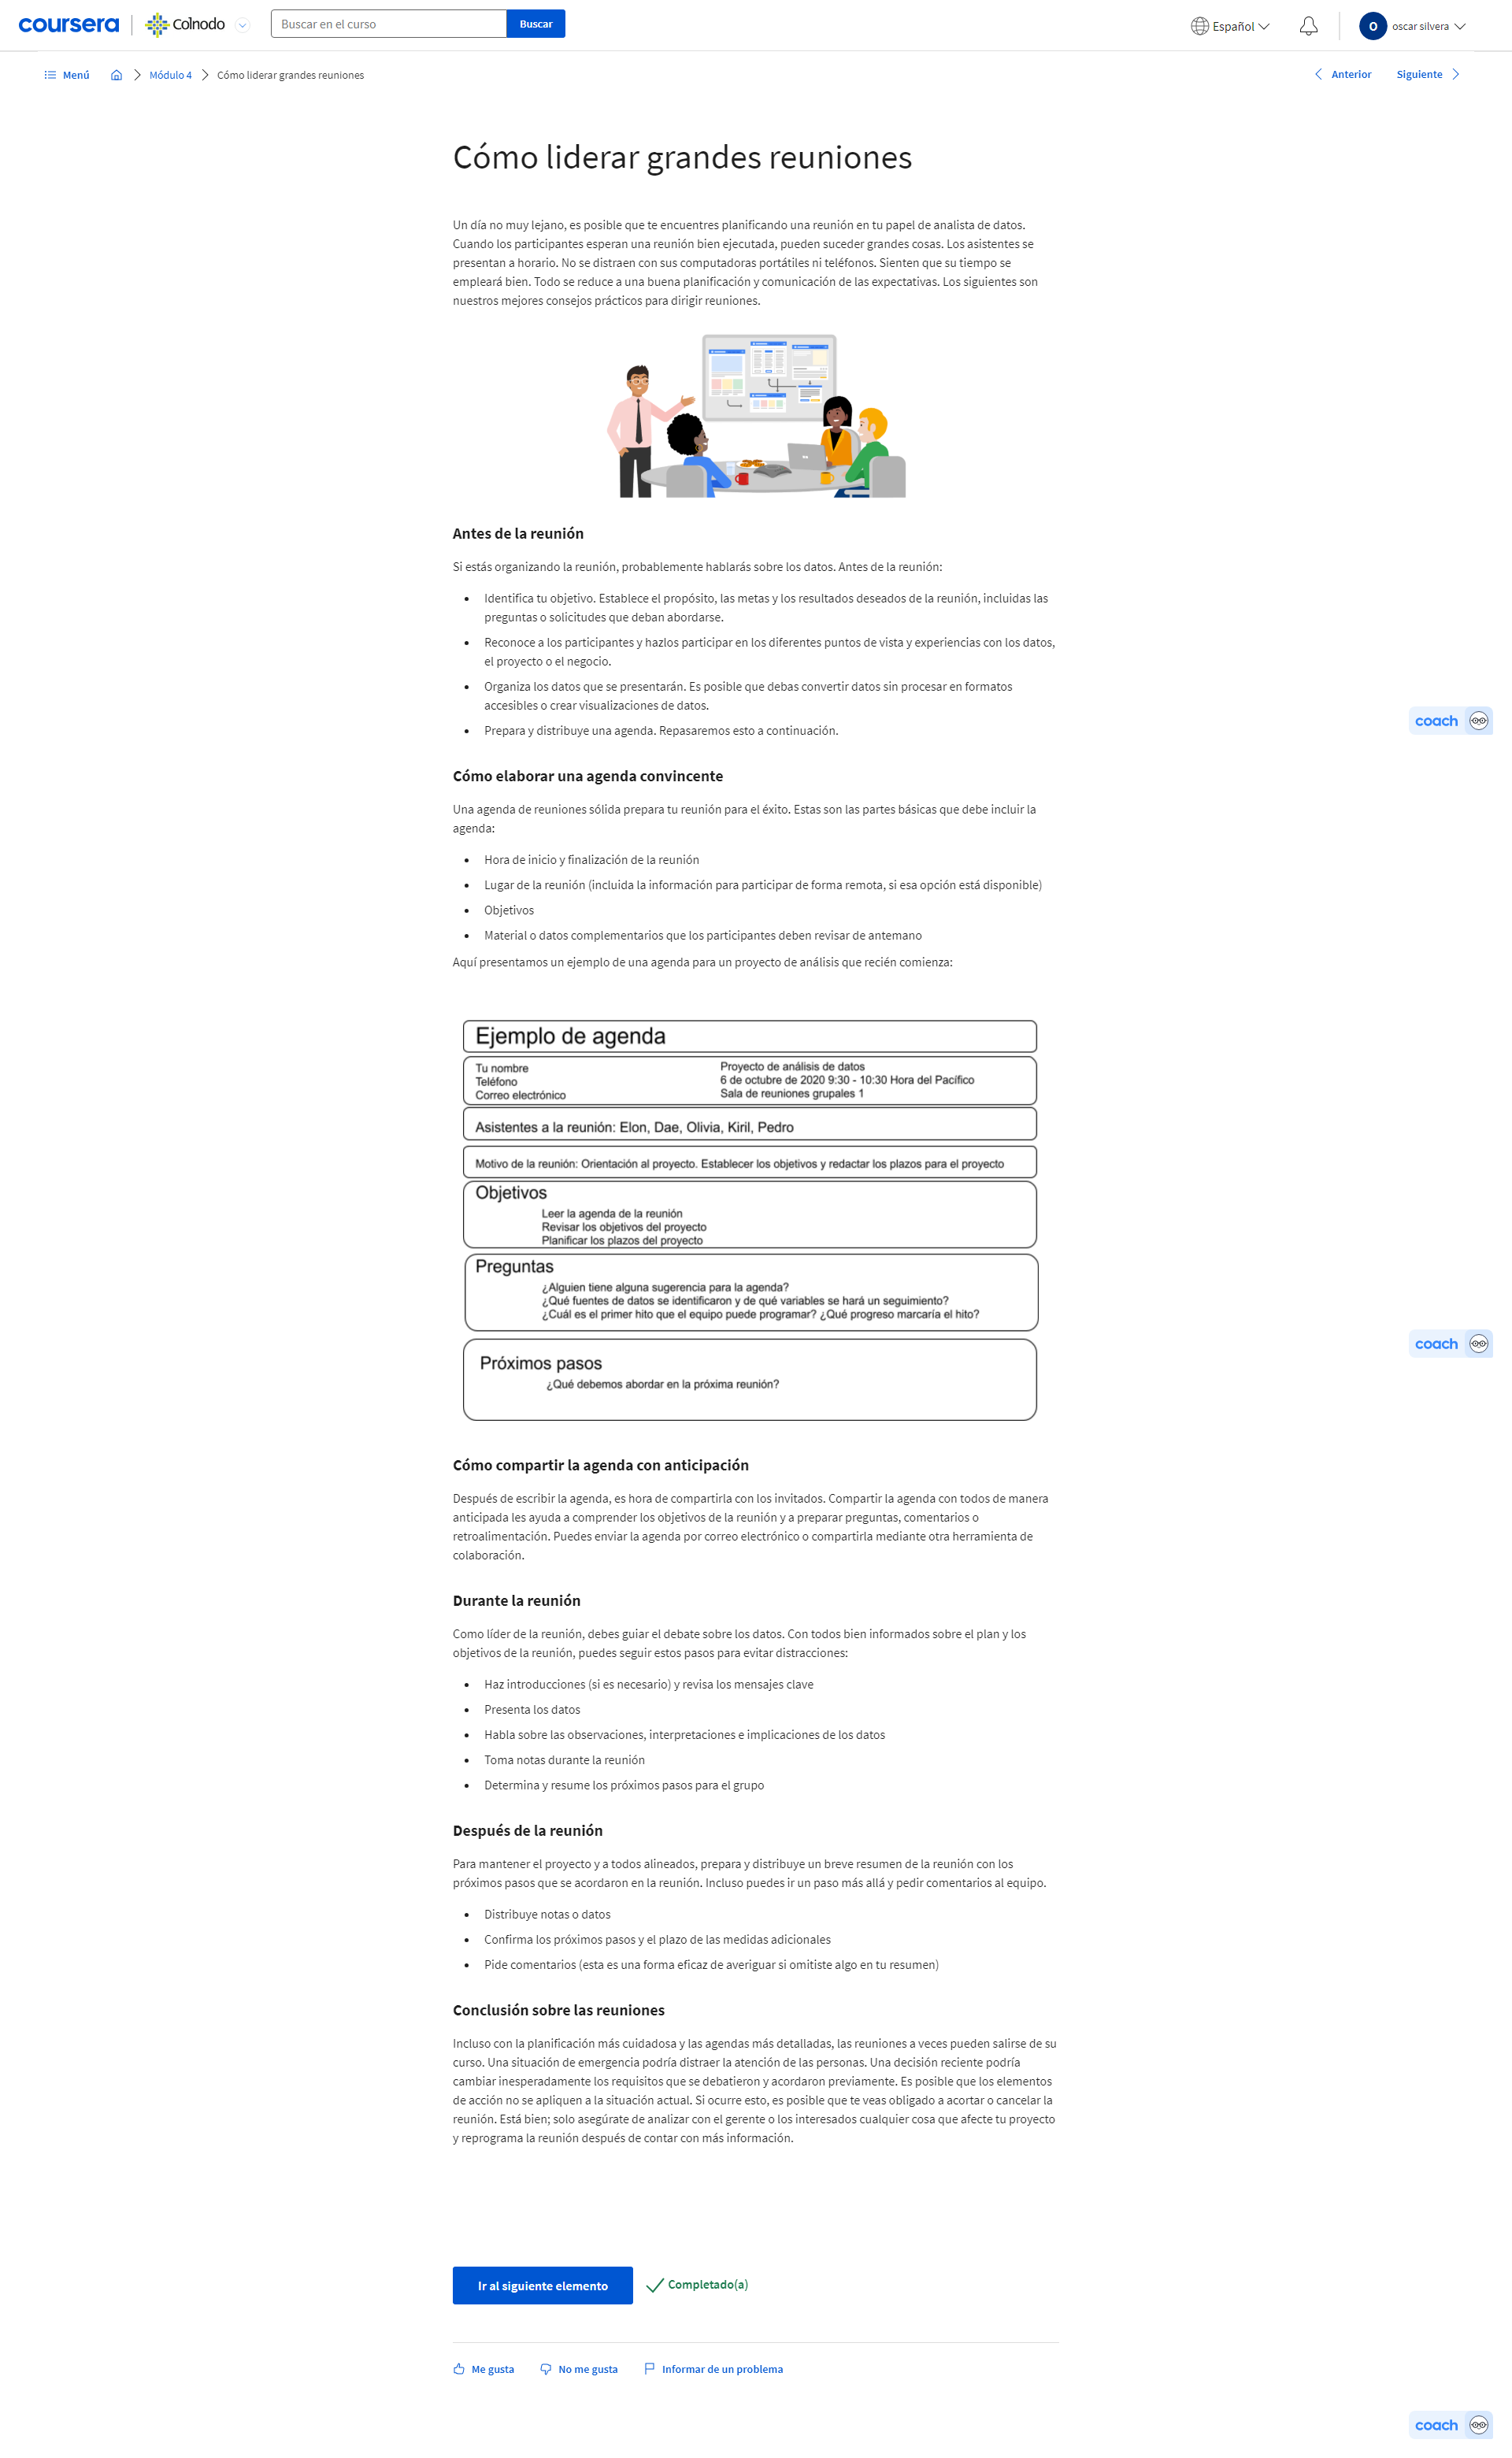 coursera
Colnodo
Buscar en el curso
Buscar
Español
O
oscar silvera
Menú
Módulo 4
Cómo liderar grandes reuniones
Anterior
Siguiente
Cómo liderar grandes reuniones
Un día no muy lejano, es posible que te encuentres planificando una reunión en tu papel de analista de datos.
Cuando los participantes esperan una reunión bien ejecutada, pueden suceder grandes cosas. Los asistentes se
presentan a horario. No se distraen con sus computadoras portátiles ni teléfonos. Sienten que su tiempo se
empleará bien. Todo se reduce a una buena planificación y comunicación de las expectativas. Los siguientes son
nuestros mejores consejos prácticos para dirigir reuniones.
Antes de la reunión
Si estás organizando la reunión, probablemente hablarás sobre los datos. Antes de la reunión:
Identifica tu objetivo. Establece el propósito, las metas y los resultados deseados de la reunión, incluidas las
preguntas o solicitudes que deban abordarse.
Reconoce a los participantes y hazlos participar en los diferentes puntos de vista y experiencias con los datos,
el proyecto o el negocio.
Organiza los datos que se presentarán. Es posible que debas convertir datos sin procesar en formatos
accesibles o crear visualizaciones de datos.
coach
Prepara y distribuye una agenda. Repasaremos esto a continuación.
Cómo elaborar una agenda convincente
Una agenda de reuniones sólida prepara tu reunión para el éxito. Estas son las partes básicas que debe incluir la
agenda:
Hora de inicio y finalización de la reunión
Lugar de la reunión (incluida la información para participar de forma remota, si esa opción está disponible)
Objetivos
Material o datos complementarios que los participantes deben revisar de antemano
Aquí presentamos un ejemplo de una agenda para un proyecto de análisis que recién comienza:
Ejemplo de agenda
Tu nombre
Teléfono
Correo electrónico
Proyecto de análisis de datos
6 de octubre de 2020 9:30 - 10:30 Hora del Pacífico
Sala de reuniones grupales 1
Asistentes a la reunión: Elon, Dae, Olivia, Kiril, Pedro
Motivo de la reunión: Orientación al proyecto. Establecer los objetivos y redactar los plazos para el proyecto
Objetivos
Leer la agenda de la reunión
Revisar los objetivos del proyecto
Planificar los plazos del proyecto
Preguntas
¿Alguien tiene alguna sugerencia para la agenda?
¿Qué fuentes de datos se identificaron y de qué variables se hará un seguimiento?
¿Cuál es el primer hito que el equipo puede programar? ¿Qué progreso marcaría el hito?
coach
Próximos pasos
¿Qué debemos abordar en la próxima reunión?
Cómo compartir la agenda con anticipación
Después de escribir la agenda, es hora de compartirla con los invitados. Compartir la agenda con todos de manera
anticipada les ayuda a comprender los objetivos de la reunión y a preparar preguntas, comentarios o
retroalimentación. Puedes enviar la agenda por correo electrónico o compartirla mediante otra herramienta de
colaboración.
Durante la reunión
Como líder de la reunión, debes guiar el debate sobre los datos. Con todos bien informados sobre el plan y los
objetivos de la reunión, puedes seguir estos pasos para evitar distracciones:
Haz introducciones (si es necesario) y revisa los mensajes clave
Presenta los datos
Habla sobre las observaciones, interpretaciones e implicaciones de los datos
Toma notas durante la reunión
Determina y resume los próximos pasos para el grupo
Después de la reunión
Para mantener el proyecto y a todos alineados, prepara y distribuye un breve resumen de la reunión con los
próximos pasos que se acordaron en la reunión. Incluso puedes ir un paso más allá y pedir comentarios al equipo.
Distribuye notas o datos
Confirma los próximos pasos y el plazo de las medidas adicionales
Pide comentarios (esta es una forma eficaz de averiguar si omitiste algo en tu resumen)
Conclusión sobre las reuniones
Incluso con la planificación más cuidadosa y las agendas más detalladas, las reuniones a veces pueden salirse de su
curso. Una situación de emergencia podría distraer la atención de las personas. Una decisión reciente podría
cambiar inesperadamente los requisitos que se debatieron y acordaron previamente. Es posible que los elementos
de acción no se apliquen a la situación actual. Si ocurre esto, es posible que te veas obligado a acortar o cancelar la
reunión. Está bien; solo asegúrate de analizar con el gerente o los interesados cualquier cosa que afecte tu proyecto
y reprograma la reunión después de contar con más información.
Ir al siguiente elemento
Completado(a)
Me gusta
No me gusta
Informar de un problema
coach